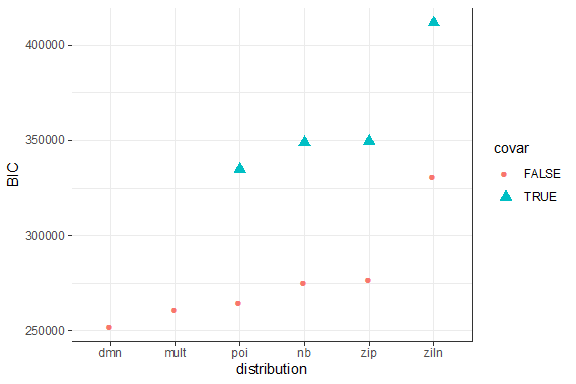 400000
350000
300000
250000
BIC
dmn mult poi nb zip ziln
distribution
covar
FALSE
TRUE